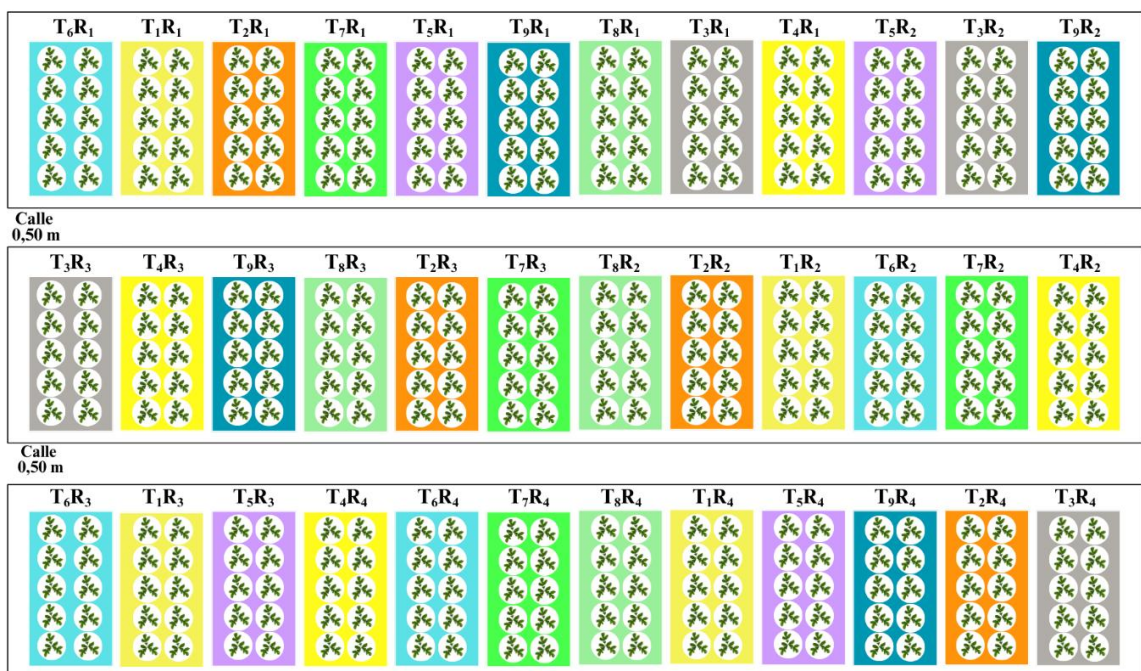 T₆R₁ T₁R₁ T₂R₁ T₇R₁ T₅R₁ T₉R₁ T₈R₁ T₃R₁ T₄R₁ T₅R₂ T₃R₂ T₉R₂
Calle
0,50 m
T₃R₃ T₄R₃ T₉R₃ T₈R₃ T₂R₃ T₇R₃ T₈R₂ T₂R₂ T₁R₂ T₆R₂ T₇R₂ T₄R₂
Calle
0,50 m
T₆R₃ T₁R₃ T₅R₃ T₄R₄ T₆R₄ T₇R₄ T₈R₄ T₁R₄ T₅R₄ T₉R₄ T₂R₄ T₃R₄